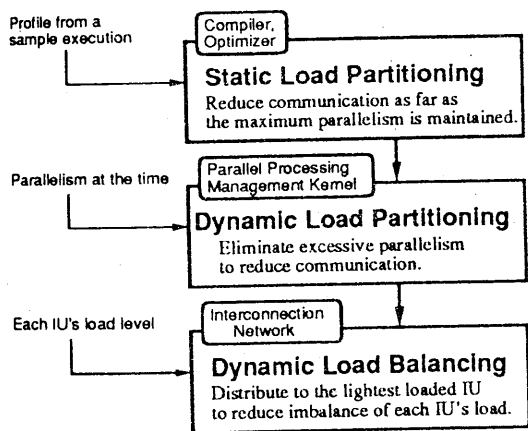 Profile from a
sample execution
Compiler,
Optimizer
Static Load Partitioning
Reduce communication as far as
the maximum parallelism is maintained.
Parallelism at the time
Parallel Processing
Management Kernel
Dynamic Load Partitioning
Eliminate excessive parallelism
to reduce communication.
Each IU's load level
Interconnection
Network
Dynamic Load Balancing
Distribute to the lightest loaded IU
to reduce imbalance of each IU's load.